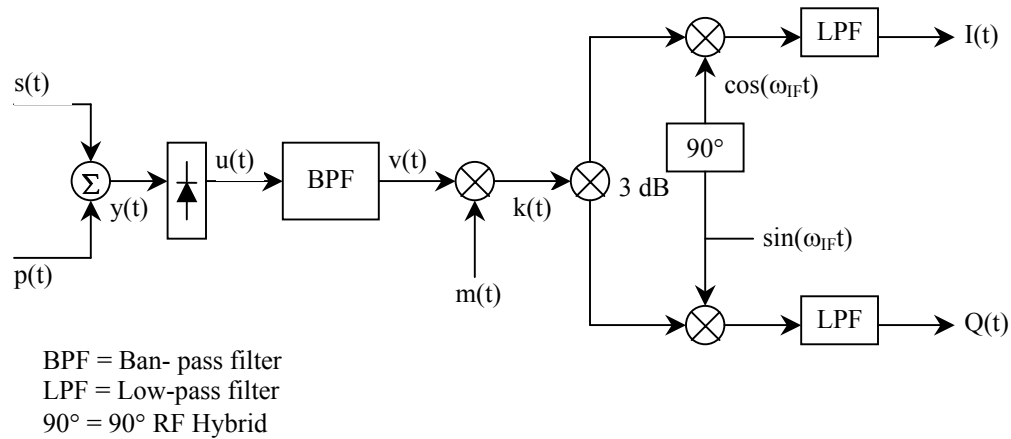 s(t)
p(t)
Σ
y(t)
u(t)
BPF
v(t)
m(t)
k(t)
3 dB
LPF
I(t)
cos(ω_IF t)
90°
sin(ω_IF t)
LPF
Q(t)
BPF = Ban- pass filter
LPF = Low-pass filter
90° = 90° RF Hybrid